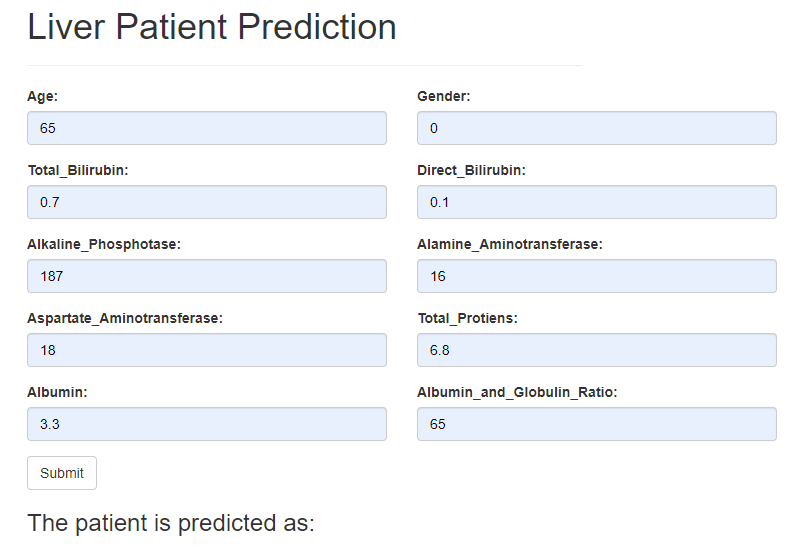 Liver Patient Prediction
Age: Gender:
65 0
Total_Bilirubin: Direct_Bilirubin:
0.7 0.1
Alkaline_Phosphotase: Alamine_Aminotransferase:
187 16
Aspartate_Aminotransferase: Total_Protiens:
18 6.8
Albumin: Albumin_and_Globulin_Ratio:
3.3 65
Submit
The patient is predicted as: